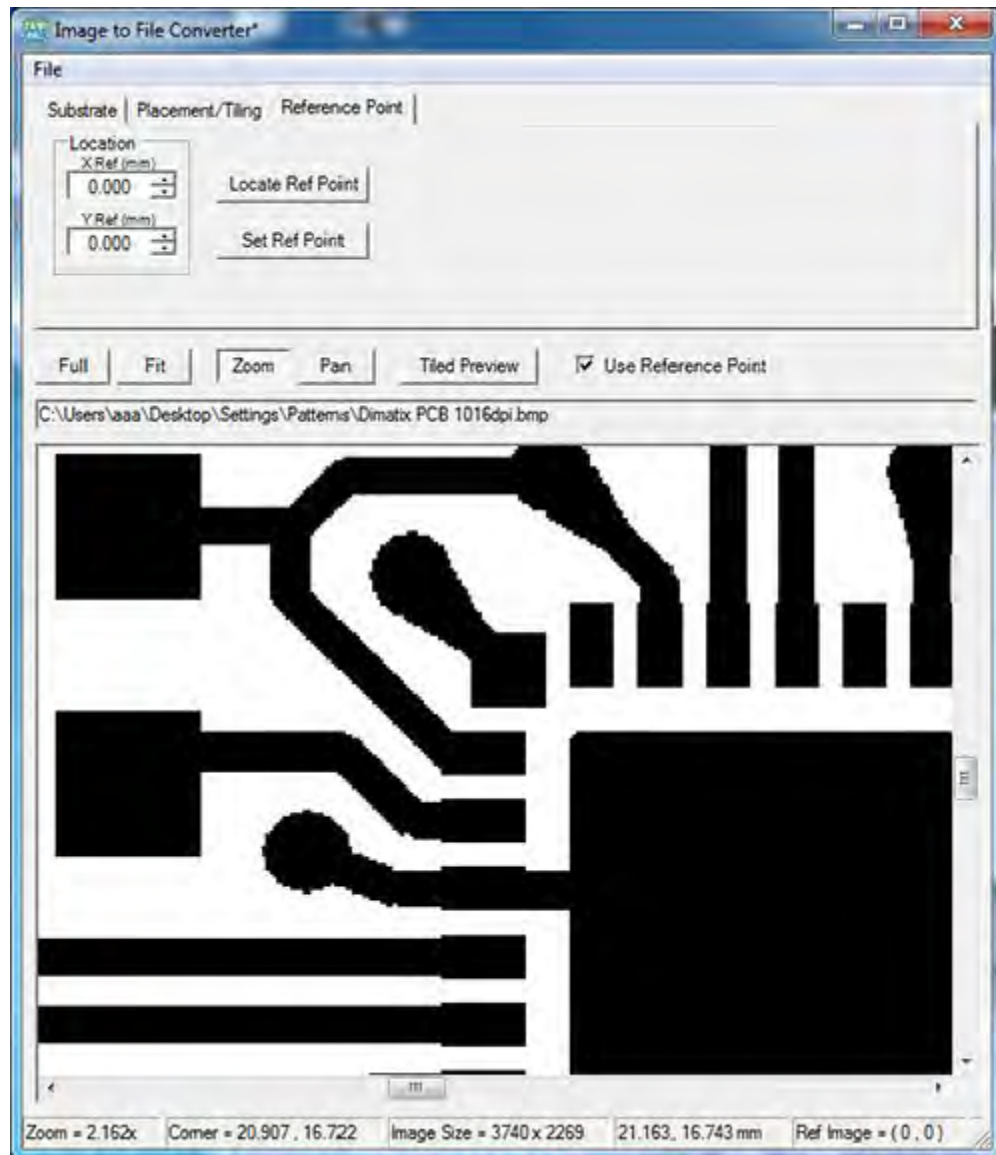 Image to File Converter*
File
Substrate Placement/Tiling Reference Point
Location
X Ref (mm)
0.000 Locate Ref Point
Y Ref (mm)
0.000 Set Ref Point
Full Fit Zoom Pan Tiled Preview Use Reference Point
C:\Users\aaa\Desktop\Settings\Patterns\Dimatix PCB 1016dpi.bmp
Zoom = 2.162x Corner = 20.907 , 16.722 Image Size = 3740 x 2269 21.163, 16.743 mm Ref Image = ( 0 , 0 )